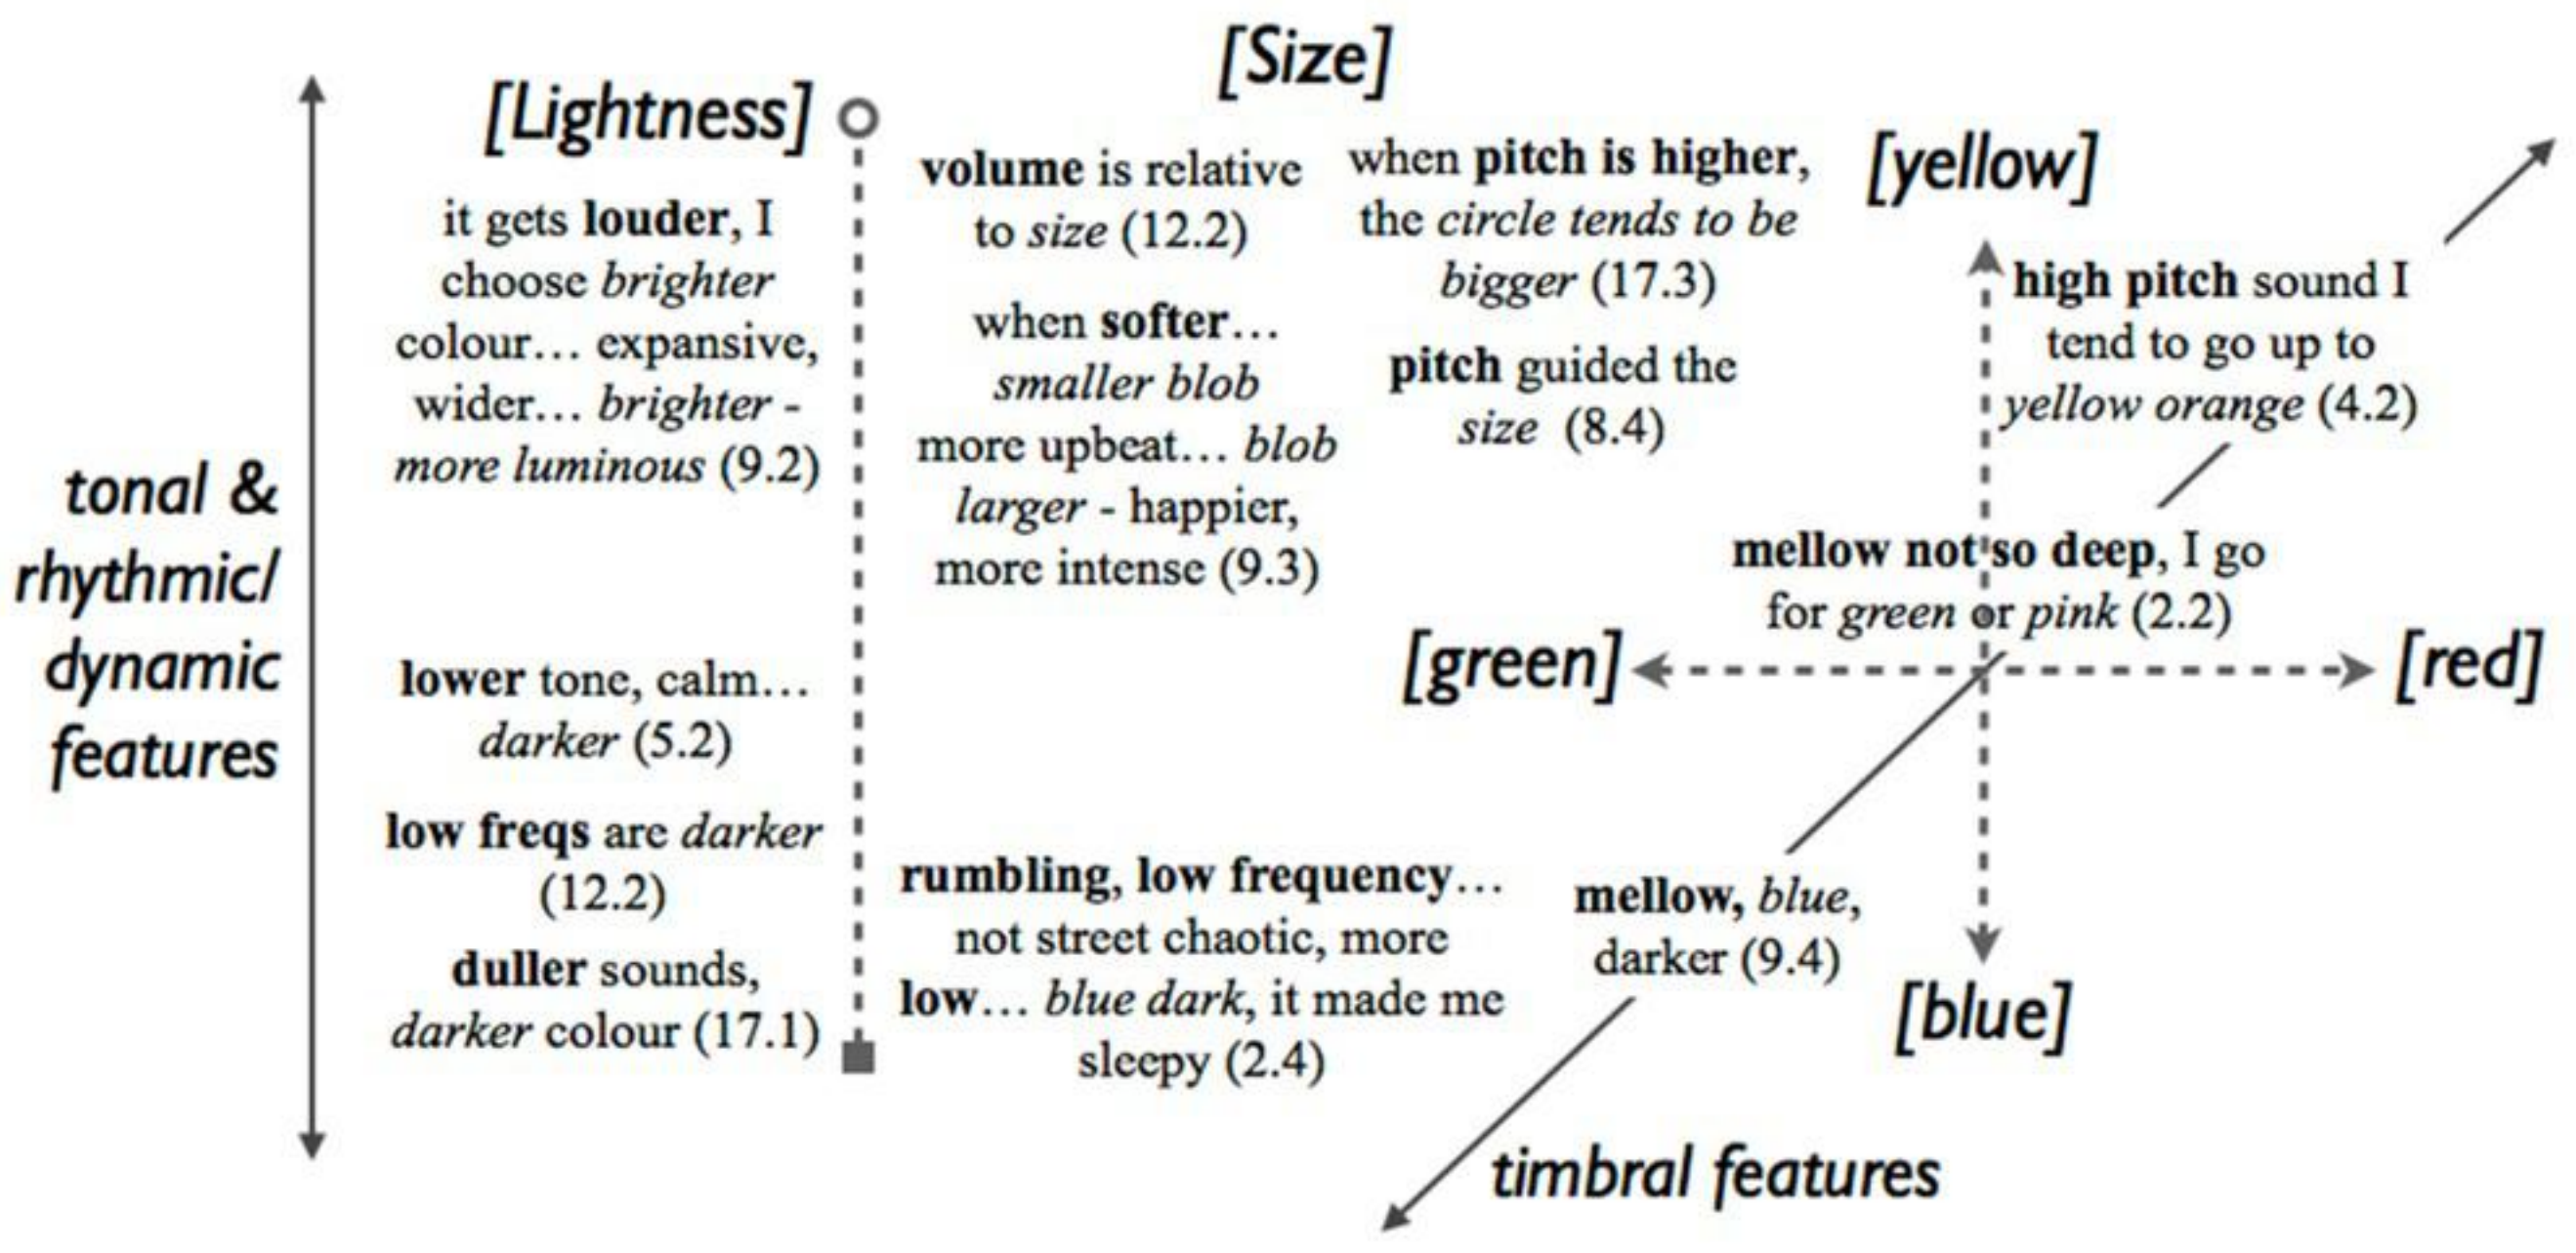 [Size]
[Lightness]
it gets louder, I
choose brighter
colour... expansive,
wider... brighter -
more luminous (9.2)
lower tone, calm...
darker (5.2)
low freqs are darker
(12.2)
duller sounds,
darker colour (17.1)
tonal &
rhythmic/
dynamic
features
volume is relative
to size (12.2)
when softer...
smaller blob
more upbeat... blob
larger - happier,
more intense (9.3)
when pitch is higher,
the circle tends to be
bigger (17.3)
pitch guided the
size (8.4)
rumbling, low frequency...
not street chaotic, more
low... blue dark, it made me
sleepy (2.4)
[yellow]
high pitch sound I
tend to go up to
yellow orange (4.2)
mellow not so deep, I go
for green or pink (2.2)
[green]
[red]
mellow, blue,
darker (9.4)
[blue]
timbral features